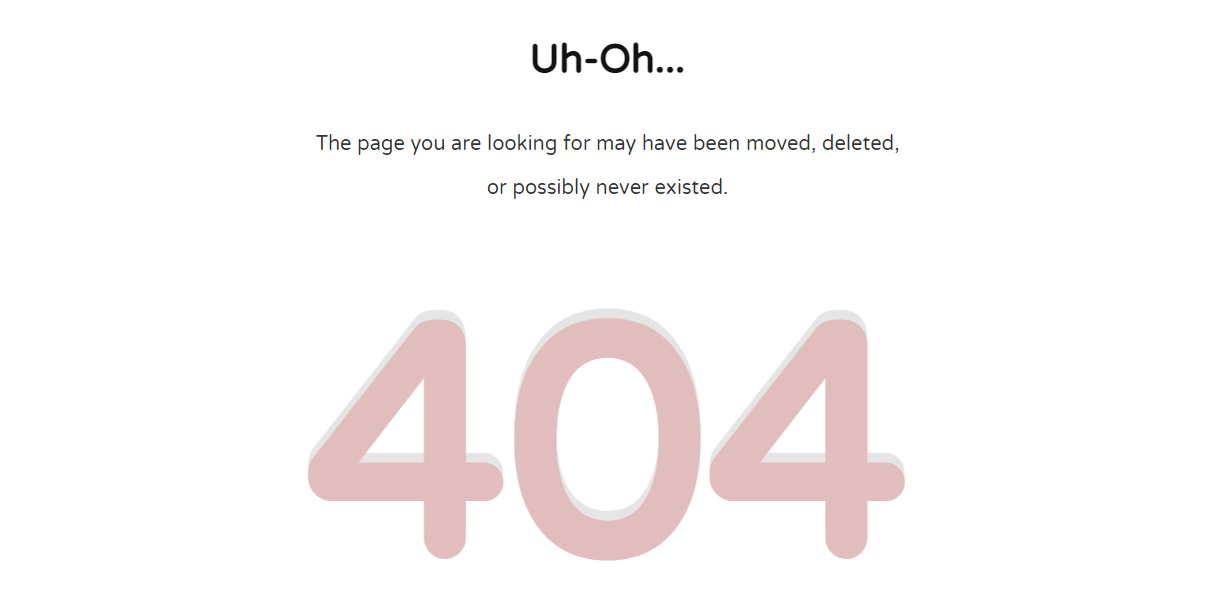 Uh-Oh...
The page you are looking for may have been moved, deleted,
or possibly never existed.
404